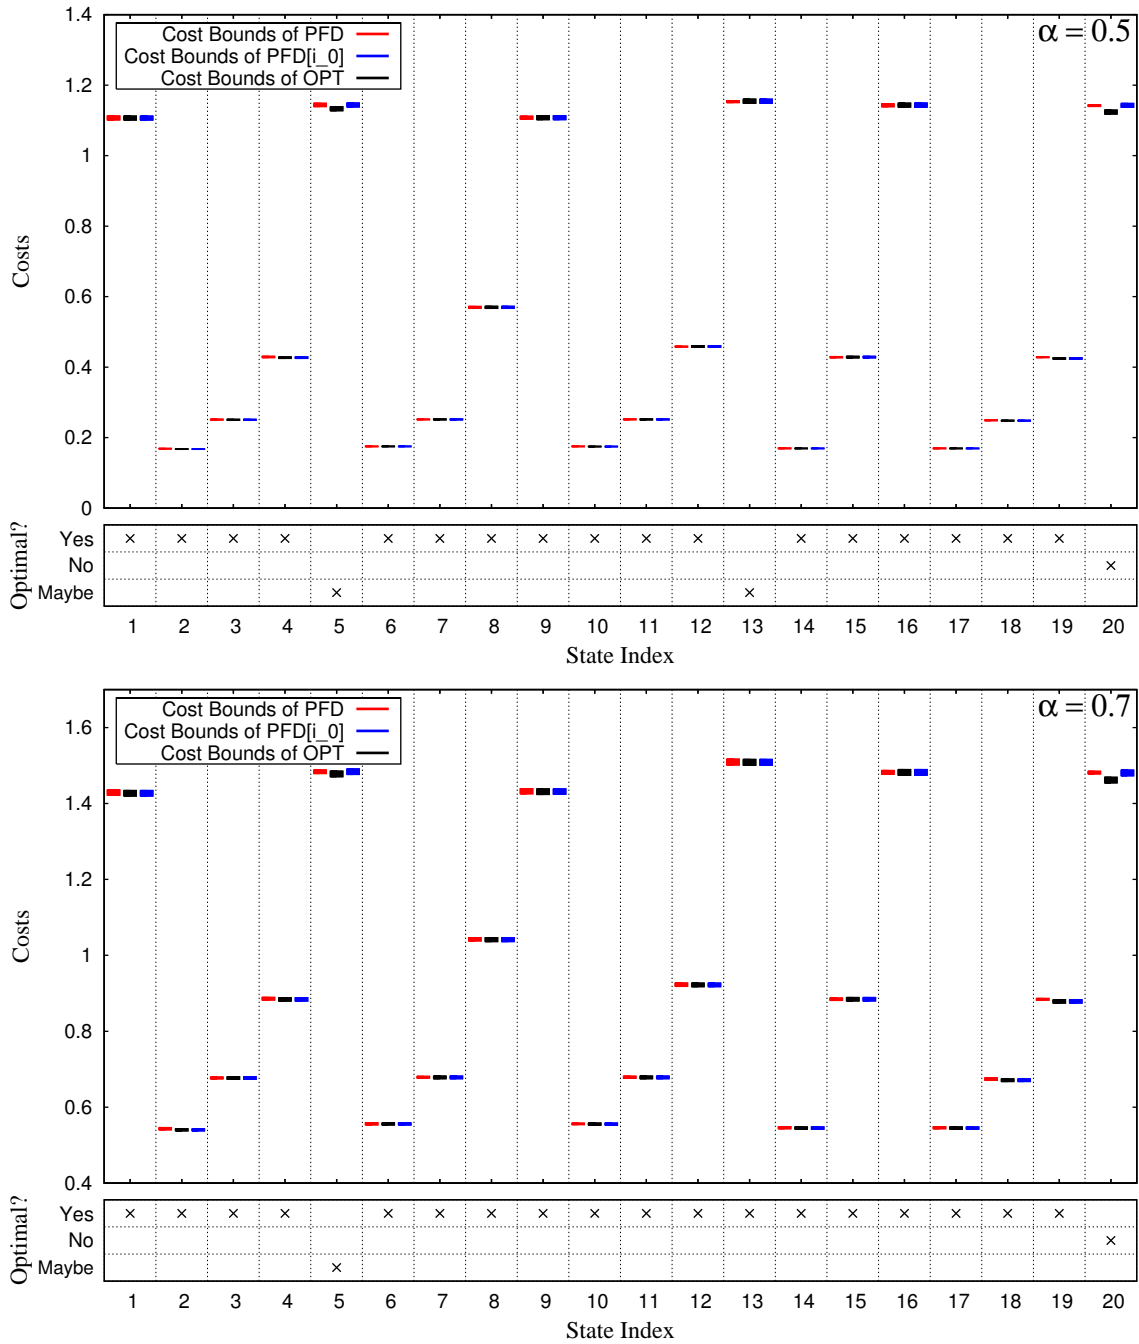 α = 0.5
Cost Bounds of PFD
Cost Bounds of PFD[i_0]
Cost Bounds of OPT
1.4
1.2
1
0.8
0.6
0.4
0.2
0
Costs
Optimal?
Yes
No
Maybe
1 2 3 4 5 6 7 8 9 10 11 12 13 14 15 16 17 18 19 20
State Index
α = 0.7
Cost Bounds of PFD
Cost Bounds of PFD[i_0]
Cost Bounds of OPT
1.6
1.4
1.2
1
0.8
0.6
0.4
Costs
Optimal?
Yes
No
Maybe
1 2 3 4 5 6 7 8 9 10 11 12 13 14 15 16 17 18 19 20
State Index